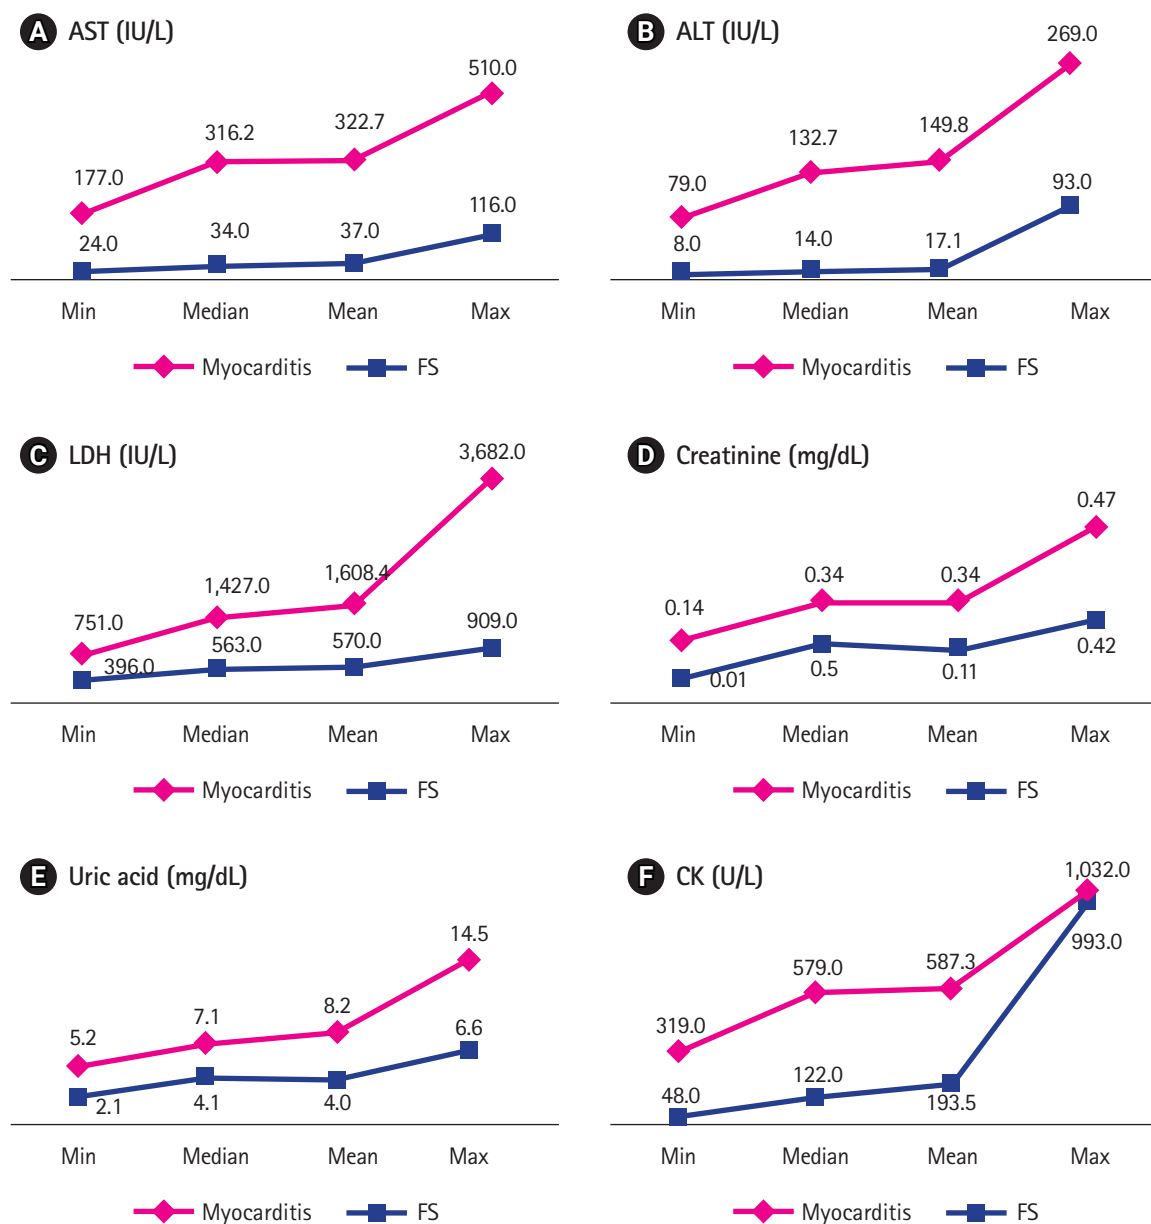 A AST (IU/L)
510.0
316.2
322.7
177.0
116.0
34.0
37.0
24.0
Min Median Mean Max
Myocarditis FS
B ALT (IU/L)
269.0
149.8
132.7
79.0
93.0
8.0
14.0
17.1
Min Median Mean Max
Myocarditis FS
C LDH (IU/L)
3,682.0
1,427.0
1,608.4
751.0
909.0
563.0
570.0
396.0
Min Median Mean Max
Myocarditis FS
D Creatinine (mg/dL)
0.47
0.34
0.34
0.14
0.42
0.5
0.11
0.01
Min Median Mean Max
Myocarditis FS
E Uric acid (mg/dL)
14.5
7.1
8.2
5.2
6.6
2.1
4.1
4.0
Min Median Mean Max
Myocarditis FS
F CK (U/L)
1,032.0
993.0
579.0
587.3
319.0
48.0
122.0
193.5
Min Median Mean Max
Myocarditis FS